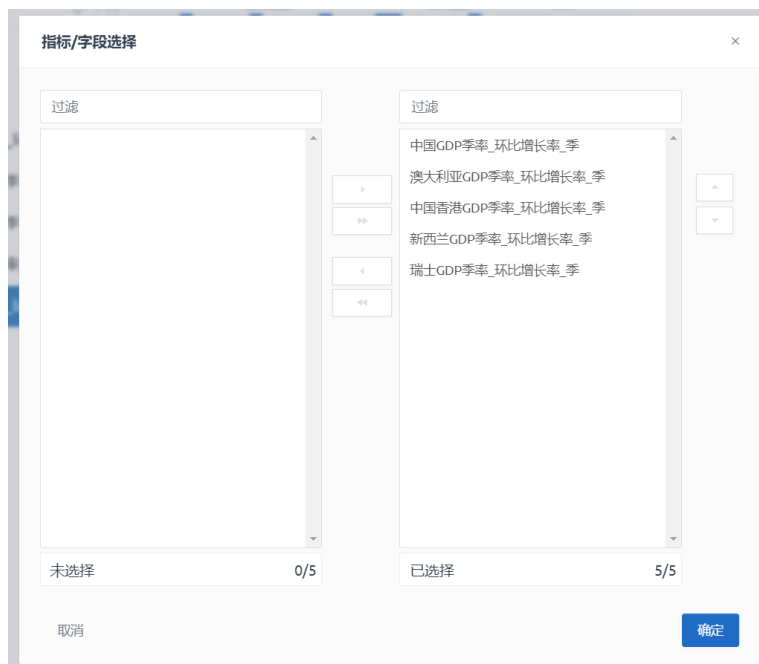 指标/字段选择
×
过滤
过滤
中国GDP季率_环比增长率_季
澳大利亚GDP季率_环比增长率_季
中国香港GDP季率_环比增长率_季
新西兰GDP季率_环比增长率_季
瑞士GDP季率_环比增长率_季
未选择 0/5
已选择 5/5
取消
确定